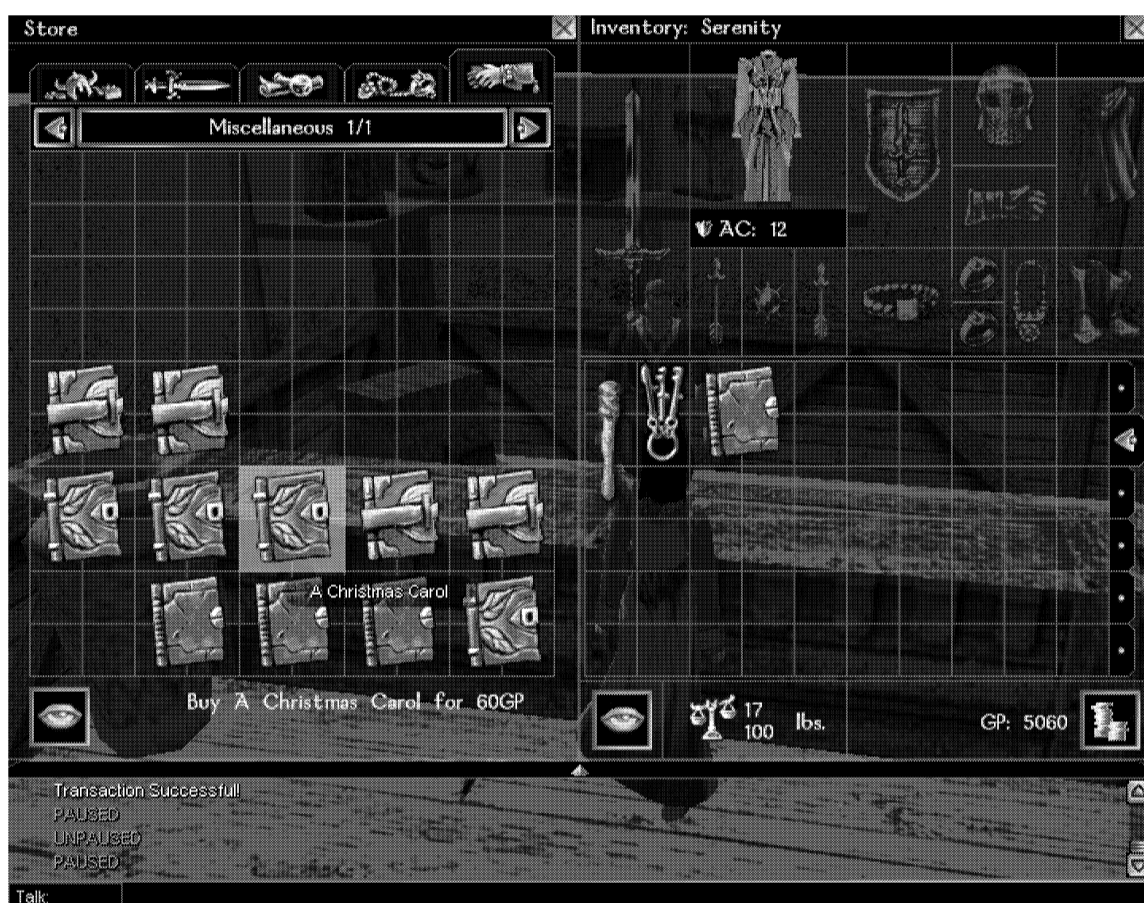 Store
Inventory: Serenity
Miscellaneous 1/1
AC: 12
A Christmas Carol
Buy A Christmas Carol for 60GP
17
100
lbs.
GP: 5060
Transaction Successful!
PAUSED
UNPAUSED
PAUSED
Talk: